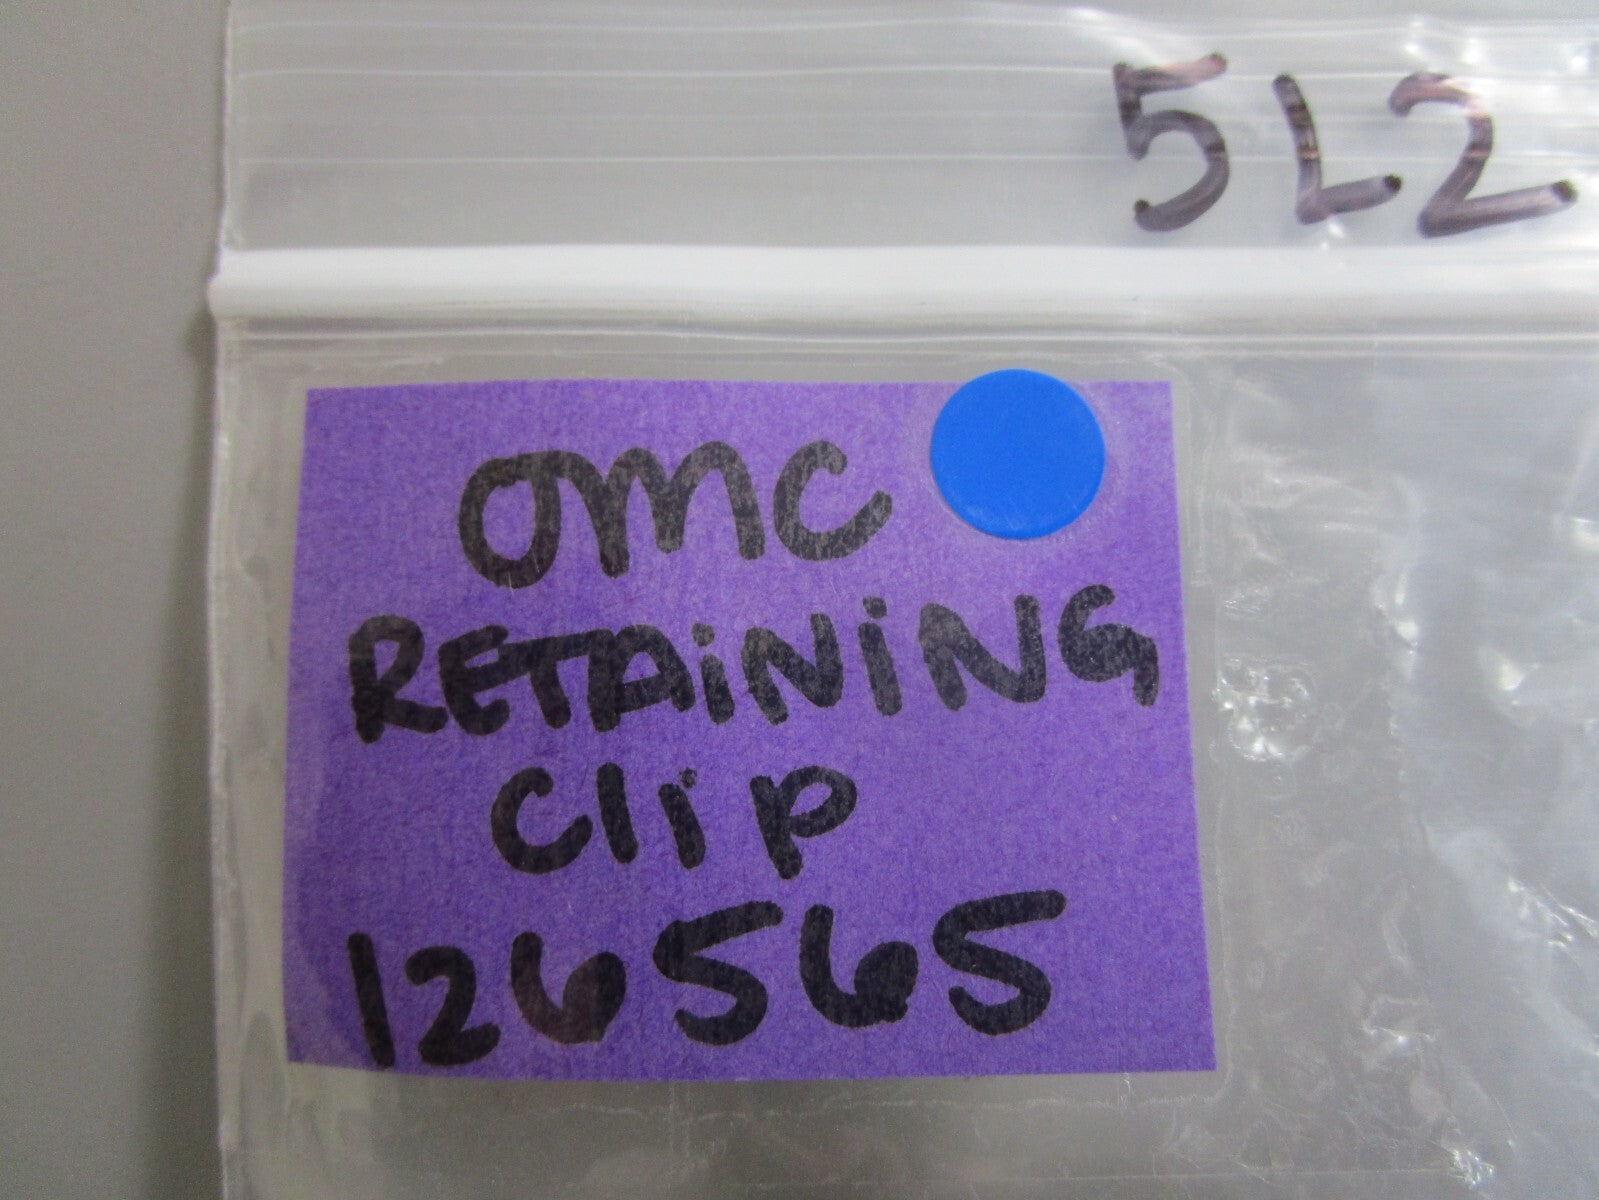 5L2
OMC
RETAiNiNG
Clip
126565